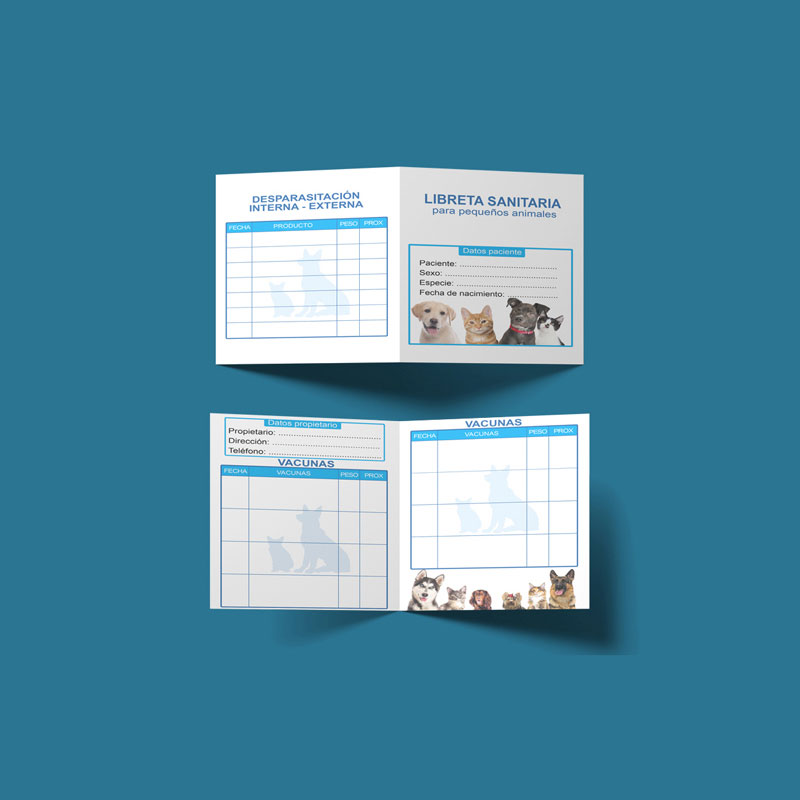 DESPARASITACIÓN
INTERNA - EXTERNA
FECHA PRODUCTO PESO PROX
LIBRETA SANITARIA
para pequeños animales
Datos paciente
Paciente: ..............................
Sexo: ..............................
Especie: ..............................
Fecha de nacimiento: ...............
Datos propietario
Propietario: ..............................
Dirección: ..............................
Teléfono: ..............................
VACUNAS
FECHA VACUNAS PESO PROX
VACUNAS
FECHA VACUNAS PESO PROX